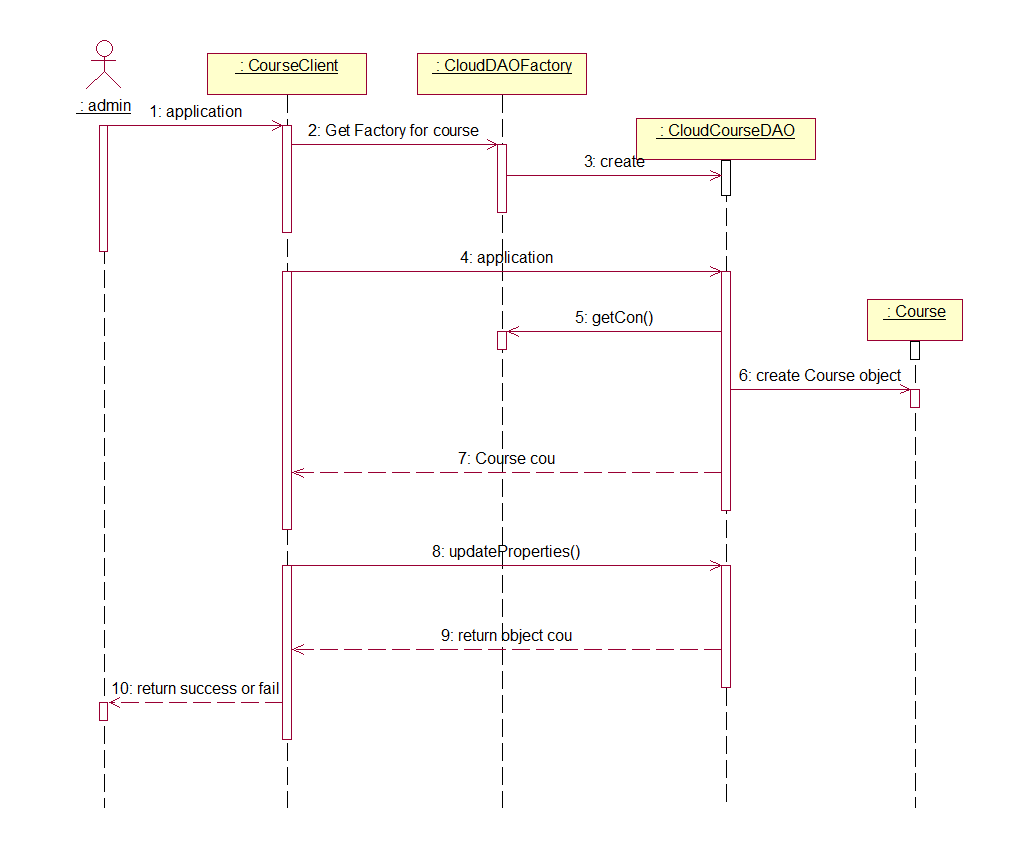 : admin
: CourseClient
: CloudDAOFactory
: CloudCourseDAO
: Course
1: application
2: Get Factory for course
3: create
4: application
5: getCon()
6: create Course object
7: Course cou
8: updateProperties()
9: return object cou
10: return success or fail